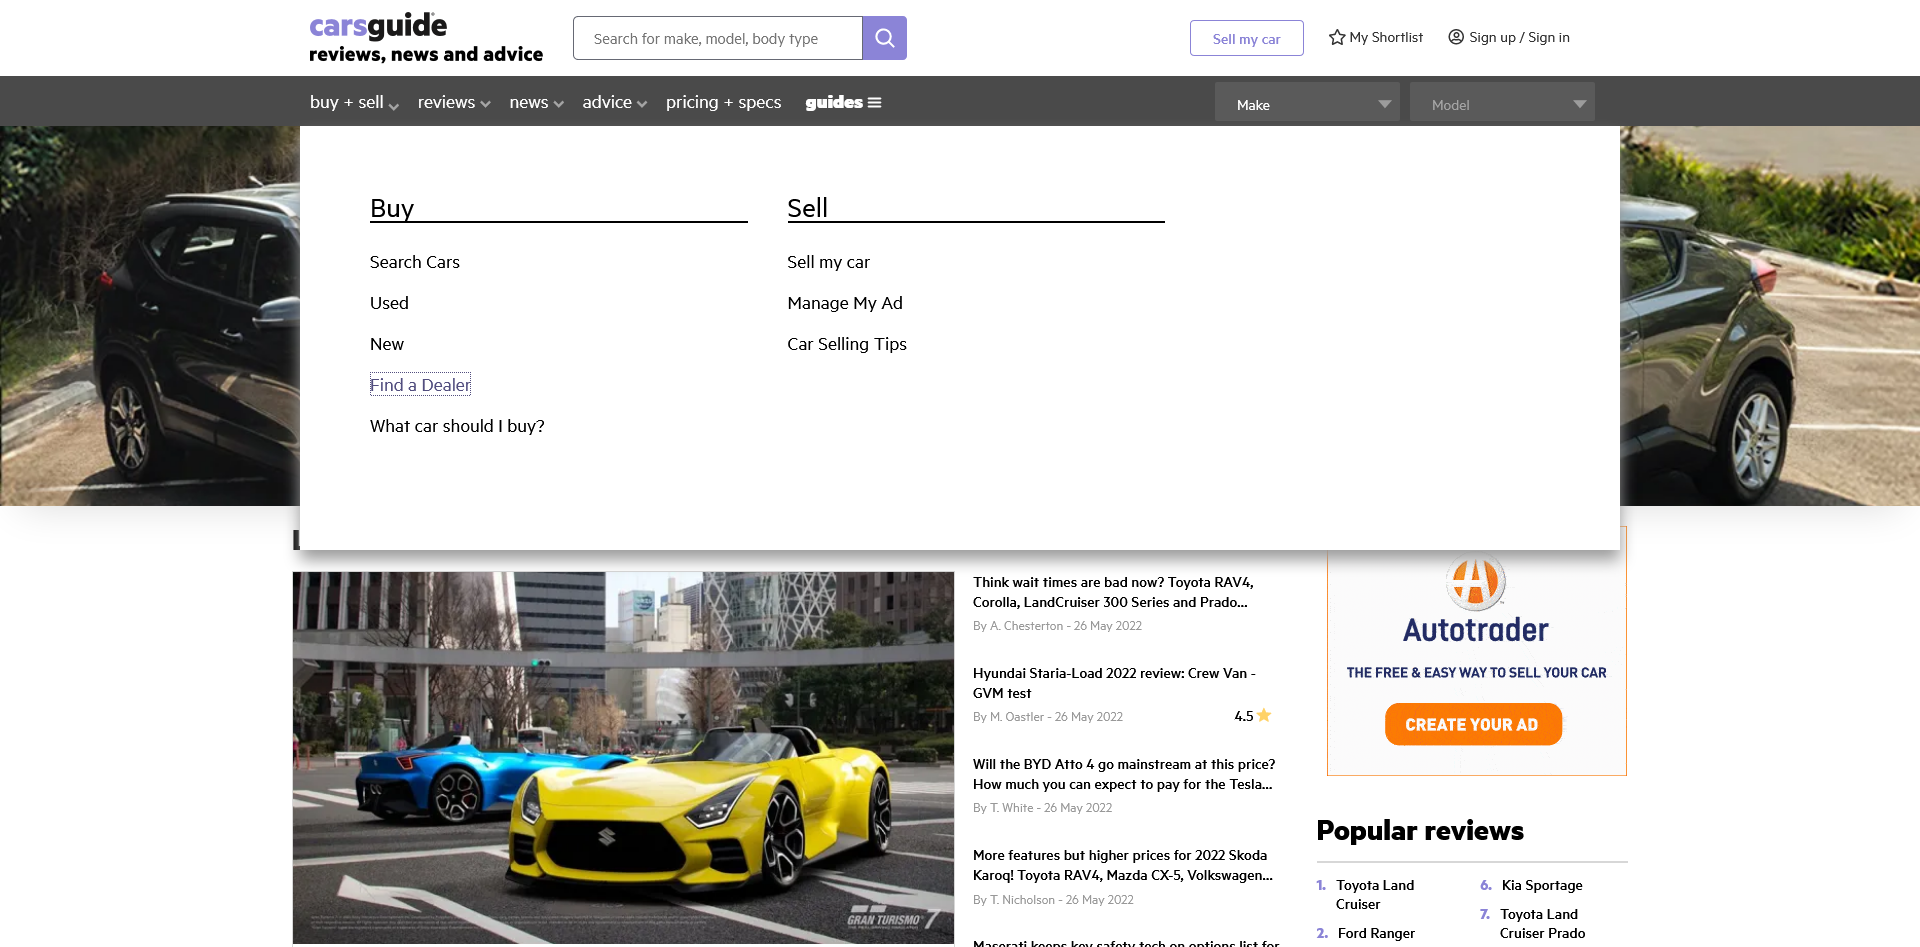 carsguide
reviews, news and advice
Search for make, model, body type
Sell my car
My Shortlist
Sign up / Sign in
buy + sell
reviews
news
advice
pricing + specs
guides
Make
Model
Buy
Search Cars
Used
New
Find a Dealer
What car should I buy?
Sell
Sell my car
Manage My Ad
Car Selling Tips
GRAN TURISMO 7
Think wait times are bad now? Toyota RAV4,
Corolla, LandCruiser 300 Series and Prado...
By A. Chesterton - 26 May 2022
Hyundai Staria-Load 2022 review: Crew Van -
GVM test
By M. Oastler - 26 May 2022
4.5
Will the BYD Atto 4 go mainstream at this price?
How much you can expect to pay for the Tesla...
By T. White - 26 May 2022
More features but higher prices for 2022 Skoda
Karoq! Toyota RAV4, Mazda CX-5, Volkswagen...
By T. Nicholson - 26 May 2022
Maserati keeps key safety tech on options list for
Autotrader
THE FREE & EASY WAY TO SELL YOUR CAR
CREATE YOUR AD
Popular reviews
1. Toyota Land
Cruiser
2. Ford Ranger
6. Kia Sportage
7. Toyota Land
Cruiser Prado